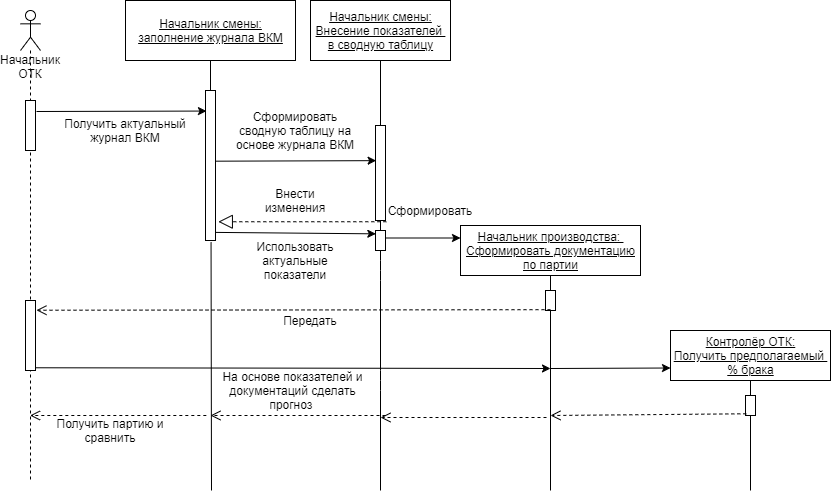 Начальник смены:
заполнение журнала ВКМ
Начальник смены:
Внесение показателей
в сводную таблицу
Начальник
ОТК
Получить актуальный
журнал ВКМ
Сформировать
сводную таблицу на
основе журнала ВКМ
Внести
изменения
Сформировать
Использовать
актуальные
показатели
Начальник производства:
Сформировать документацию
по партии
Передать
Контролёр ОТК:
Получить предполагаемый
% брака
На основе показателей и
документаций сделать
прогноз
Получить партию и
сравнить